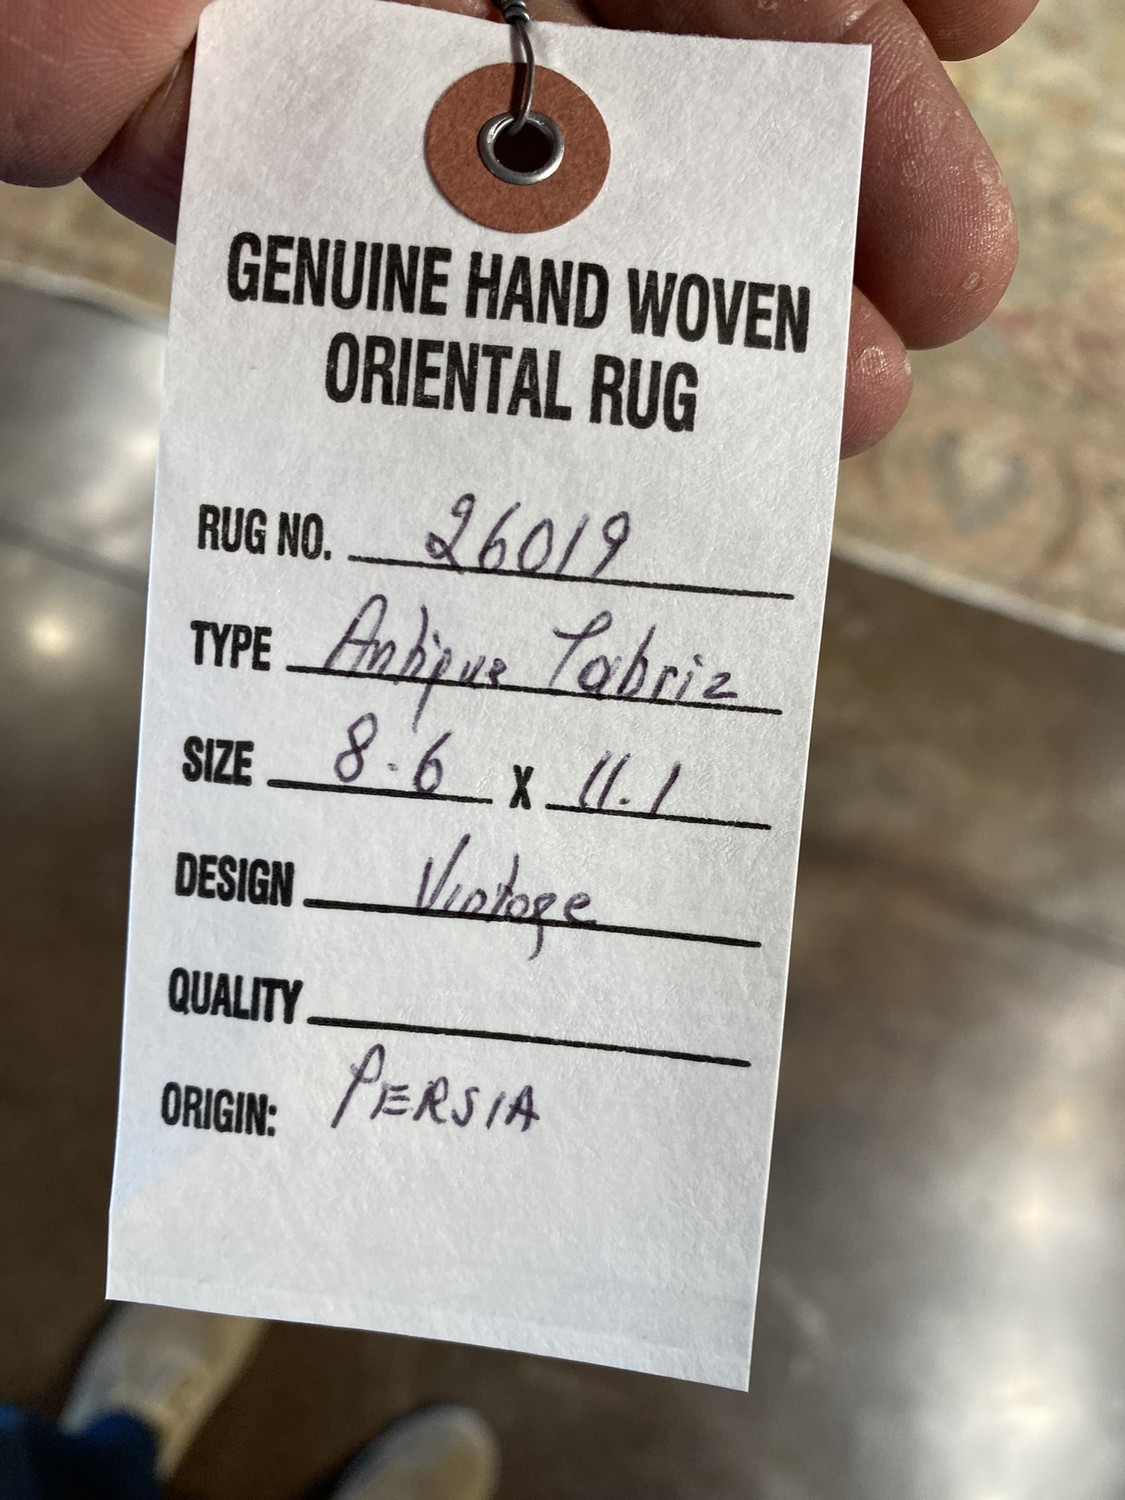 GENUINE HAND WOVEN
ORIENTAL RUG
RUG NO. 26019
TYPE Antique Tabriz
SIZE 8.6 X 11.1
DESIGN Vintage
QUALITY
ORIGIN: PERSIA